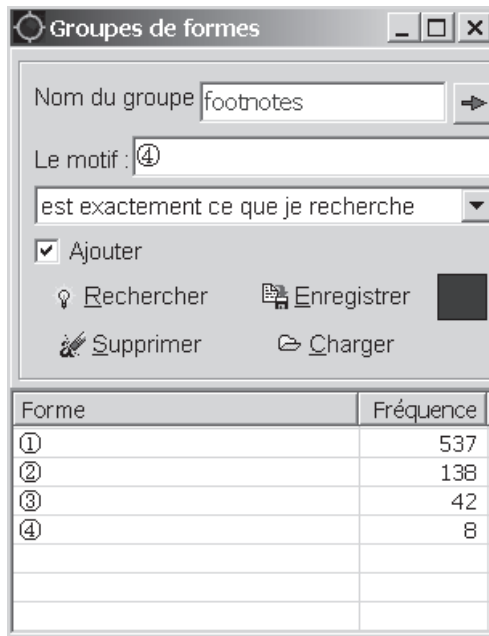 Groupes de formes
Nom du groupe footnotes
Le motif : ④
est exactement ce que je recherche
Ajouter
Rechercher Enregistrer
Supprimer Charger
Forme Fréquence
① 537
② 138
③ 42
④ 8